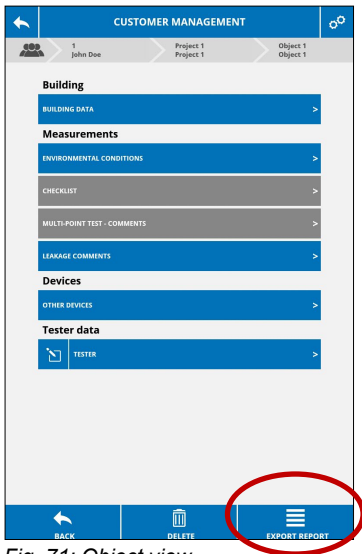 CUSTOMER MANAGEMENT
1
John Doe
Project 1
Project 1
Object 1
Object 1
Building
BUILDING DATA >
Measurements
ENVIRONMENTAL CONDITIONS >
CHECKLIST >
MULTI-POINT TEST - COMMENTS >
LEAKAGE COMMENTS >
Devices
OTHER DEVICES >
Tester data
TESTER >
BACK
DELETE
EXPORT REPORT
Fig. 71: Object view